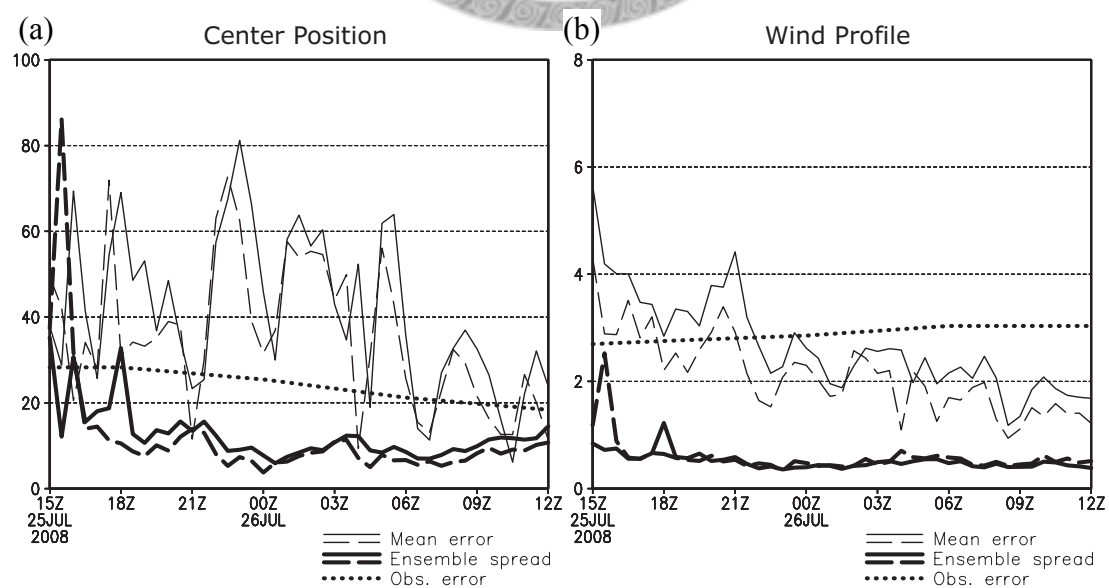 (a)
Center Position
100
80
60
40
20
0
15Z 18Z 21Z 00Z 03Z 06Z 09Z 12Z
25JUL 26JUL
2008
Mean error
Ensemble spread
Obs. error
(b)
Wind Profile
8
6
4
2
0
15Z 18Z 21Z 00Z 03Z 06Z 09Z 12Z
25JUL 26JUL
2008
Mean error
Ensemble spread
Obs. error